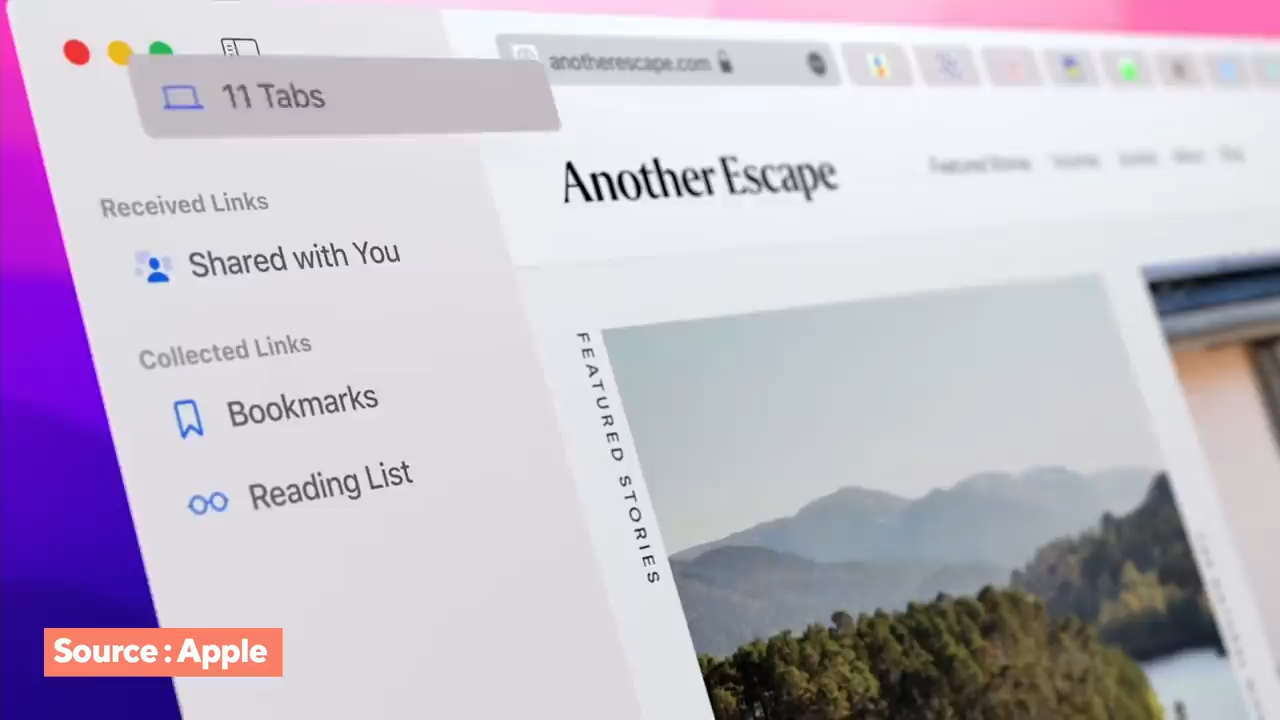 anotherescape.com
11 Tabs
Another Escape
Received Links
Shared with You
FEATURED STORIES
Collected Links
Bookmarks
Reading List
Source : Apple